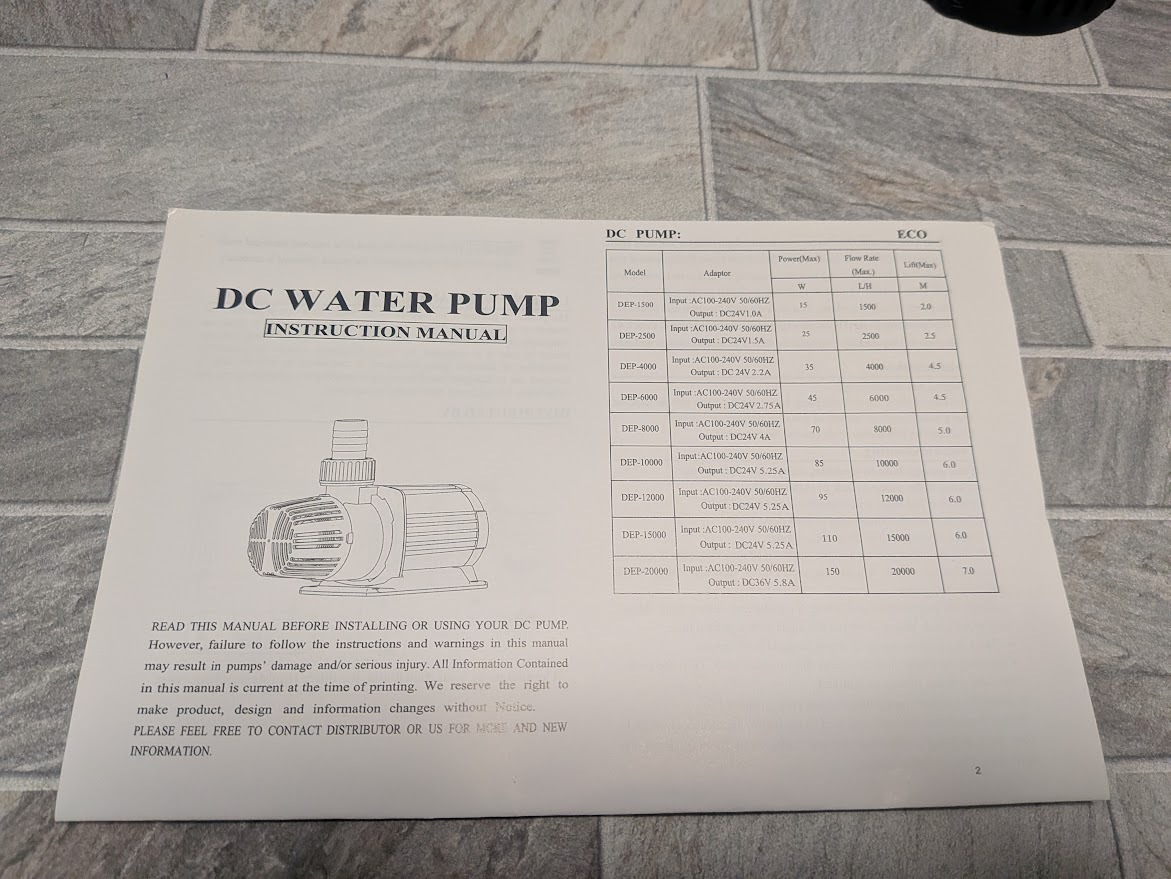 DC WATER PUMP
INSTRUCTION MANUAL
READ THIS MANUAL BEFORE INSTALLING OR USING YOUR DC PUMP.
However, failure to follow the instructions and warnings in this manual
may result in pumps' damage and/or serious injury. All Information Contained
in this manual is current at the time of printing. We reserve the right to
make product, design and information changes without Notice.
PLEASE FEEL FREE TO CONTACT DISTRIBUTOR OR US FOR MORE AND NEW
INFORMATION.
DC PUMP: ECO
Model Adaptor Power(Max) Flow Rate (Max.) Lift(Max)
W L/H M
DEP-1500 Input :AC100-240V 50/60HZ 15 1500 2.0
Output : DC24V1.0A
DEP-2500 Input :AC100-240V 50/60HZ 25 2500 2.5
Output : DC24V1.5A
DEP-4000 Input :AC100-240V 50/60HZ 35 4000 4.5
Output : DC 24V 2.2A
DEP-6000 Input :AC100-240V 50/60HZ 45 6000 4.5
Output : DC24V 2.75A
DEP-8000 Input :AC100-240V 50/60HZ 70 8000 5.0
Output : DC24V 4A
DEP-10000 Input:AC100-240V 50/60HZ 85 10000 6.0
Output : DC24V 5.25A
DEP-12000 Input :AC100-240V 50/60HZ 95 12000 6.0
Output : DC24V 5.25A
DEP-15000 Input :AC100-240V 50/60HZ 110 15000 6.0
Output : DC24V 5.25A
DEP-20000 Input :AC100-240V 50/60HZ 150 20000 7.0
Output : DC36V 5.8A
2